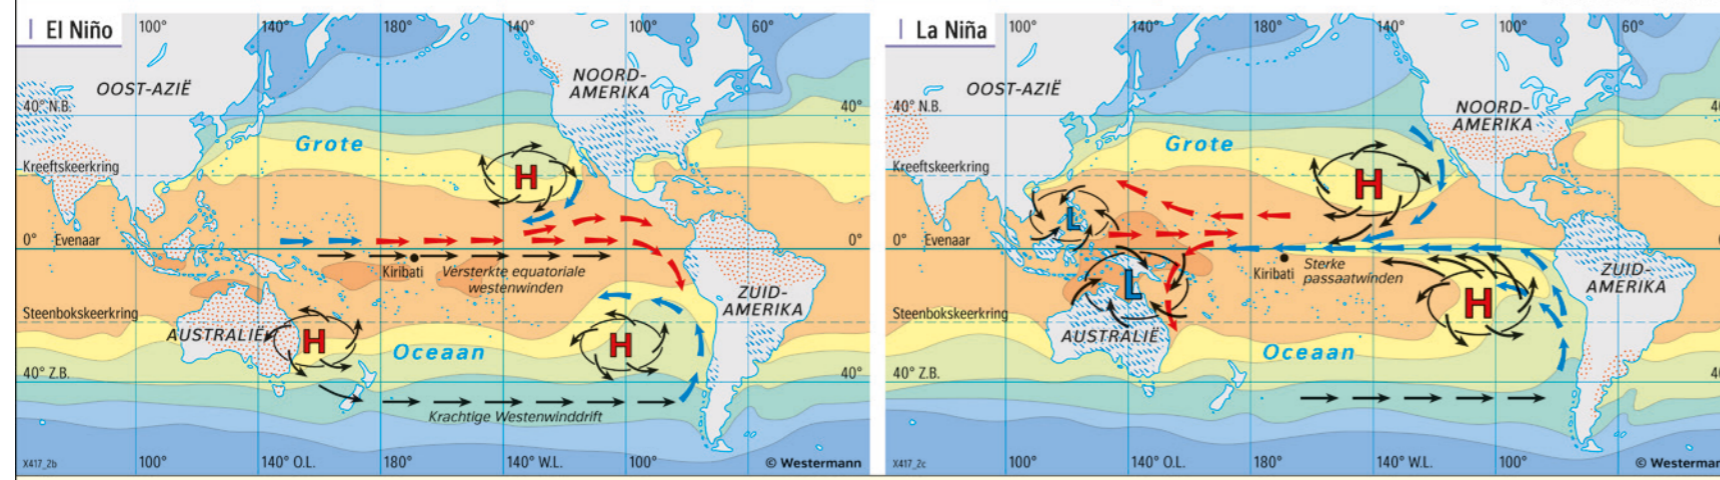 El Niño
100°
140°
180°
140°
100°
60°
OOST-AZIË
NOORD-
AMERIKA
40° N.B.
40°
Grote
Kreeftskeerkring
H
0°
Evenaar
0°
Kiribati
Versterkte equatoriale
westenwinden
ZUID-
AMERIKA
Steenbokskeerkring
AUSTRALIË
H
H
Oceaan
40° Z.B.
40°
Krachtige Westenwinddrift
X417_2b
100°
140° O.L.
180°
140° W.L.
100°
© Westermann
La Niña
100°
140°
180°
140°
100°
60°
OOST-AZIË
NOORD-
AMERIKA
40° N.B.
Grote
Kreeftskeerkring
H
L
0°
Evenaar
Kiribati
Sterke
passaatwinden
L
H
ZUID-
AMERIKA
Steenbokskeerkring
AUSTRALIË
Oceaan
40° Z.B.
X417_2c
100°
140° O.L.
180°
140° W.L.
100°
© Westerman